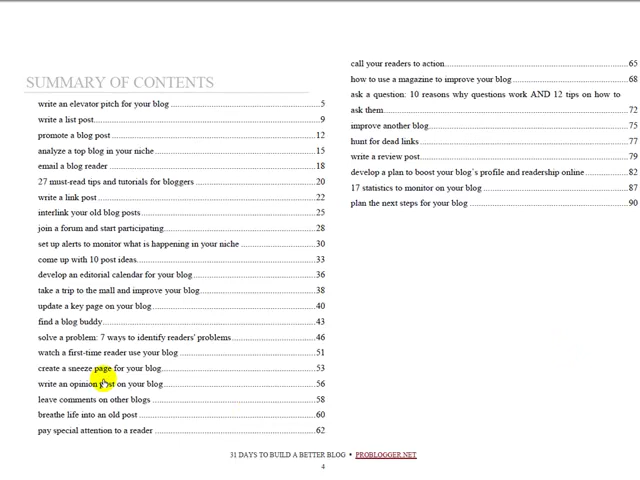 SUMMARY OF CONTENTS
write an elevator pitch for your blog ..... 5
write a list post ..... 9
promote a blog post ..... 12
analyze a top blog in your niche ..... 15
email a blog reader ..... 18
27 must-read tips and tutorials for bloggers ..... 20
write a link post ..... 22
interlink your old blog posts ..... 25
join a forum and start participating ..... 28
set up alerts to monitor what is happening in your niche ..... 30
come up with 10 post ideas ..... 33
develop an editorial calendar for your blog ..... 36
take a trip to the mall and improve your blog ..... 38
update a key page on your blog ..... 40
find a blog buddy ..... 43
solve a problem: 7 ways to identify readers' problems ..... 46
watch a first-time reader use your blog ..... 51
create a sneeze page for your blog ..... 53
write an opinion post on your blog ..... 56
leave comments on other blogs ..... 58
breathe life into an old post ..... 60
pay special attention to a reader ..... 62
call your readers to action ..... 65
how to use a magazine to improve your blog ..... 68
ask a question: 10 reasons why questions work AND 12 tips on how to
ask them ..... 72
improve another blog ..... 75
hunt for dead links ..... 77
write a review post ..... 79
develop a plan to boost your blog`s profile and readership online ..... 82
17 statistics to monitor on your blog ..... 87
plan the next steps for your blog ..... 90
31 DAYS TO BUILD A BETTER BLOG • PROBLOGGER.NET
4